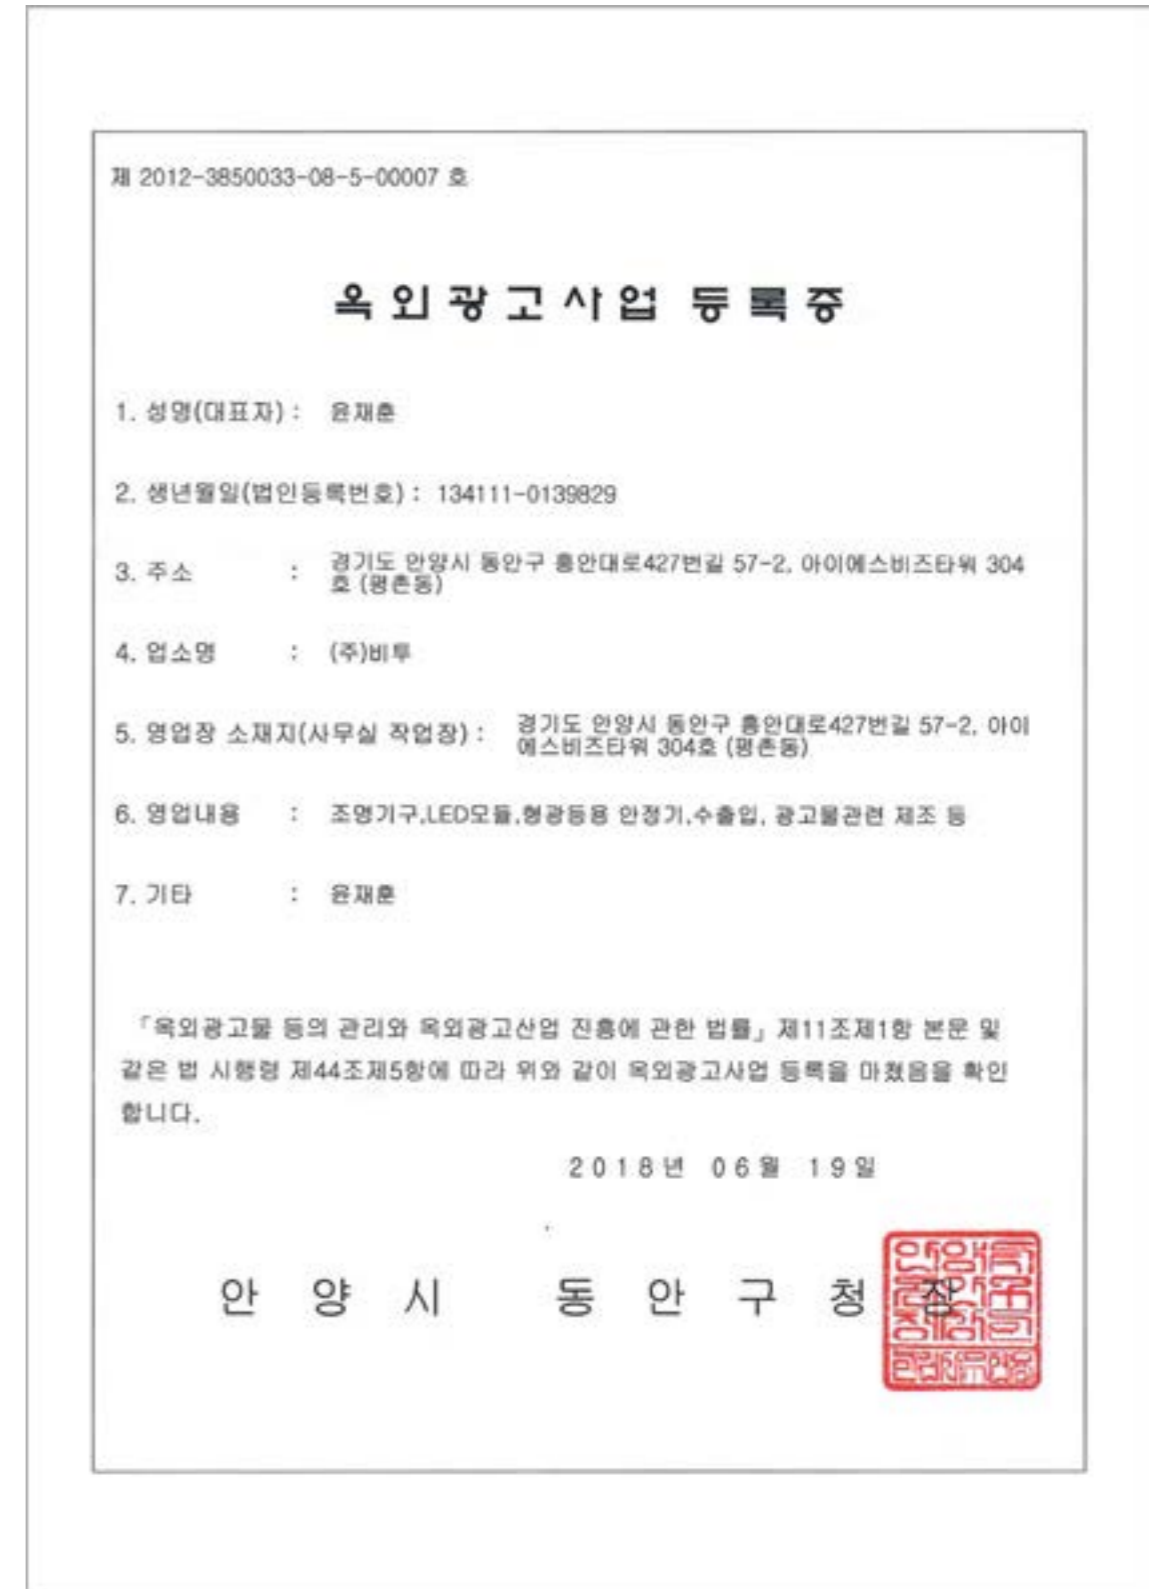 제 2012-3850033-08-5-00007 호
옥외광고사업 등록증
1. 성명(대표자) : 윤재훈
2. 생년월일(법인등록번호) : 134111-0139829
3. 주소 : 경기도 안양시 동안구 흥안대로427번길 57-2, 아이에스비즈타워 304
호 (평촌동)
4. 업소명 : (주)비투
5. 영업장 소재지(사무실 작업장) : 경기도 안양시 동안구 흥안대로427번길 57-2, 아이
에스비즈타워 304호 (평촌동)
6. 영업내용 : 조명기구,LED모듈,형광등용 안정기,수출입, 광고물관련 제조 등
7. 기타 : 윤재훈
「옥외광고물 등의 관리와 옥외광고산업 진흥에 관한 법률」 제11조제1항 본문 및
같은 법 시행령 제44조제5항에 따라 위와 같이 옥외광고사업 등록을 마쳤음을 확인
합니다.
2018년 06월 19일
안양시 동안구청장